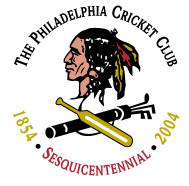 THE PHILADELPHIA CRICKET CLUB
1854 • SESQUICENTENNIAL • 2004